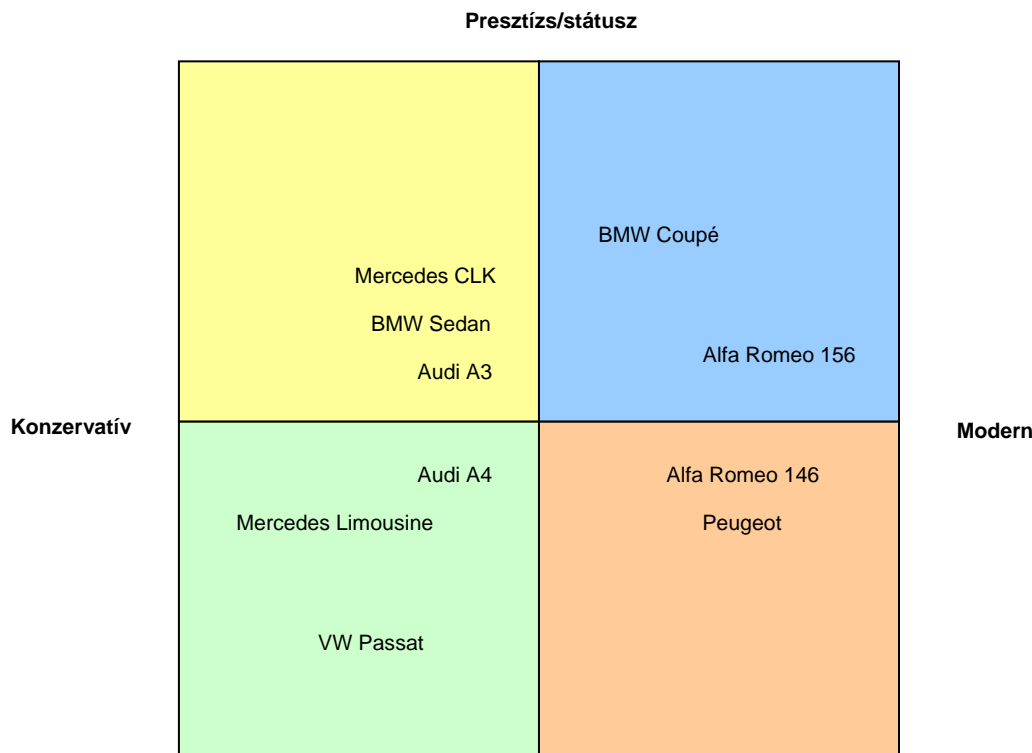 Presztízs/státusz
BMW Coupé
Mercedes CLK
BMW Sedan
Alfa Romeo 156
Audi A3
Konzervatív
Modern
Audi A4
Alfa Romeo 146
Mercedes Limousine
Peugeot
VW Passat